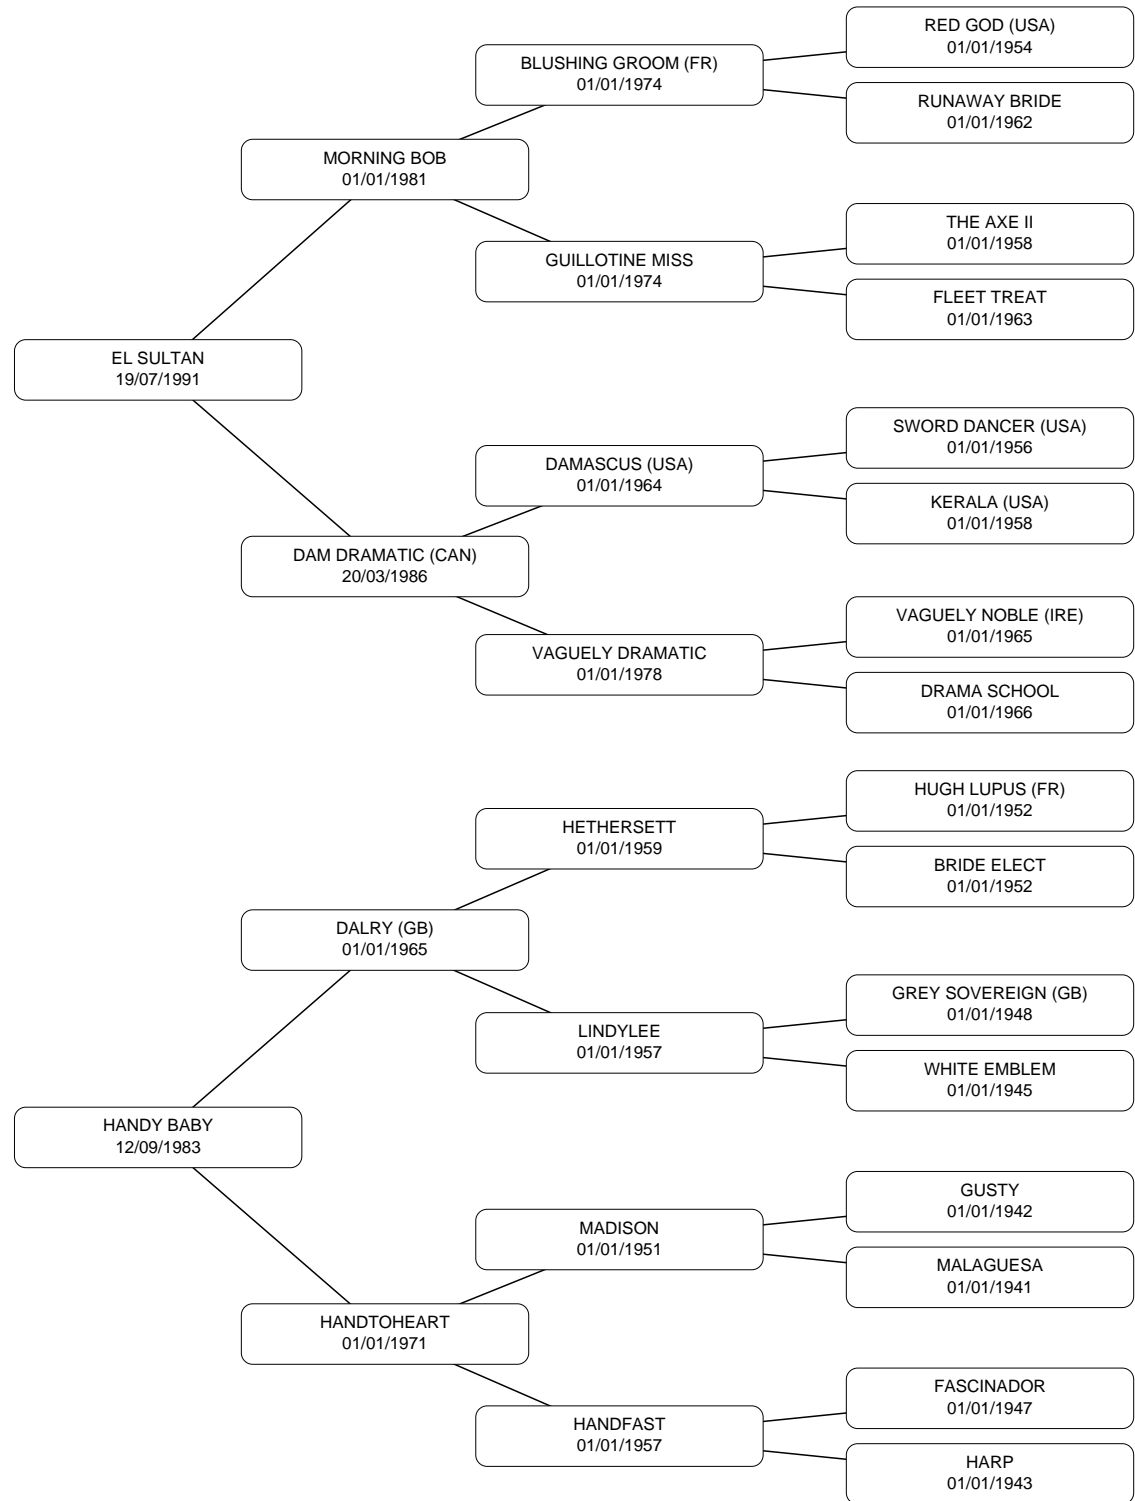 RED GOD (USA)
01/01/1954
BLUSHING GROOM (FR)
01/01/1974
RUNAWAY BRIDE
01/01/1962
MORNING BOB
01/01/1981
THE AXE II
01/01/1958
GUILLOTINE MISS
01/01/1974
FLEET TREAT
01/01/1963
EL SULTAN
19/07/1991
SWORD DANCER (USA)
01/01/1956
DAMASCUS (USA)
01/01/1964
KERALA (USA)
01/01/1958
DAM DRAMATIC (CAN)
20/03/1986
VAGUELY NOBLE (IRE)
01/01/1965
VAGUELY DRAMATIC
01/01/1978
DRAMA SCHOOL
01/01/1966
HUGH LUPUS (FR)
01/01/1952
HETHERSETT
01/01/1959
BRIDE ELECT
01/01/1952
DALRY (GB)
01/01/1965
GREY SOVEREIGN (GB)
01/01/1948
LINDYLEE
01/01/1957
WHITE EMBLEM
01/01/1945
HANDY BABY
12/09/1983
GUSTY
01/01/1942
MADISON
01/01/1951
MALAGUESA
01/01/1941
HANDTOHEART
01/01/1971
FASCINADOR
01/01/1947
HANDFAST
01/01/1957
HARP
01/01/1943